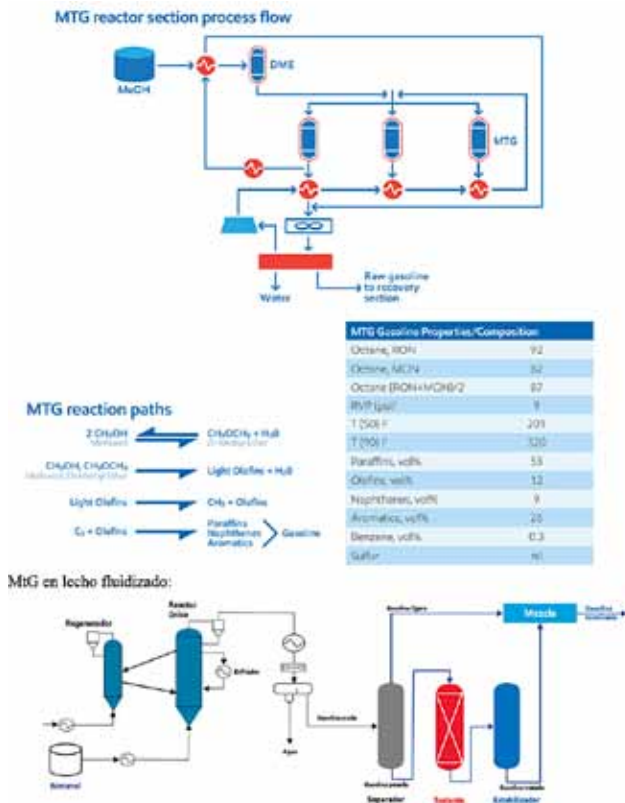 MTG reactor section process flow
DME
MeOH
MTG
Water
Raw gasoline
to recovery
section
MTG Gasoline Properties/Composition
Octane, RON 92
Octane, MON 82
Octane (RON+MON)/2 87
RVP (psi) 9
T (50) F 201
T (90) F 320
Paraffins, vol% 53
Olefins, vol% 12
Naphthenes, vol% 9
Aromatics, vol% 26
Benzene, vol% 0.3
Sulfur nil
MTG reaction paths
2 CH₃OH CH₃OCH₃ + H₂O
Methanol
CH₃OH, CH₃OCH₃ Light Olefins + H₂O
Light Olefins
C₅ + Olefins
Paraffins
Naphthenes
Aromatics
Gasoline
MtG en lecho fluidizado:
Regenerador
Reactor
Enfriador
Agua
Mezcla
Separador
Estabilizador